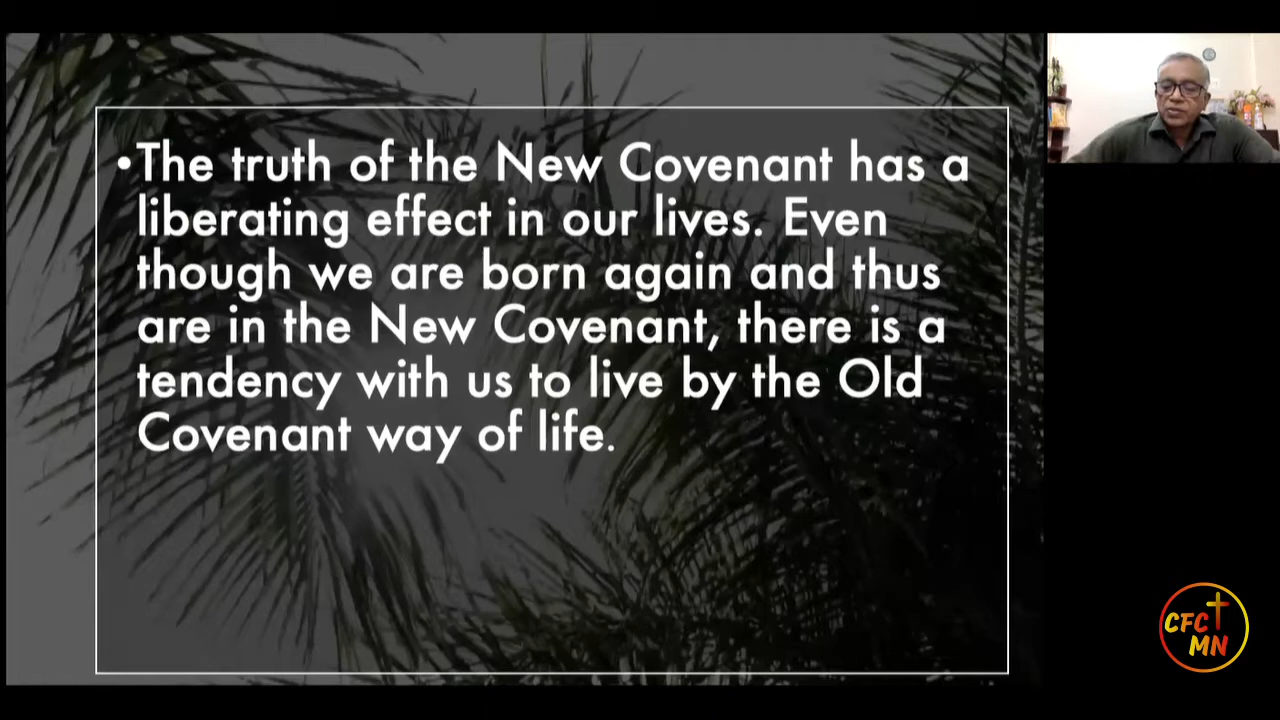 •The truth of the New Covenant has a
liberating effect in our lives. Even
though we are born again and thus
are in the New Covenant, there is a
tendency with us to live by the Old
Covenant way of life.
CFC
MN